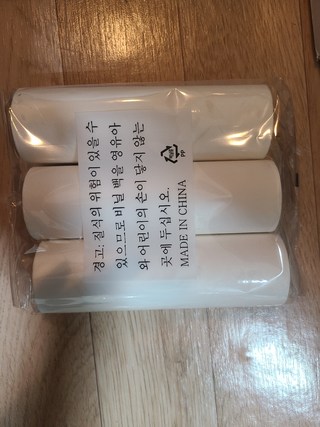 경고: 질식의 위험이 있을 수
있으므로 비닐 백을 영유아
와 어린이의 손이 닿지 않는
곳에 두십시오.
MADE IN CHINA
PP